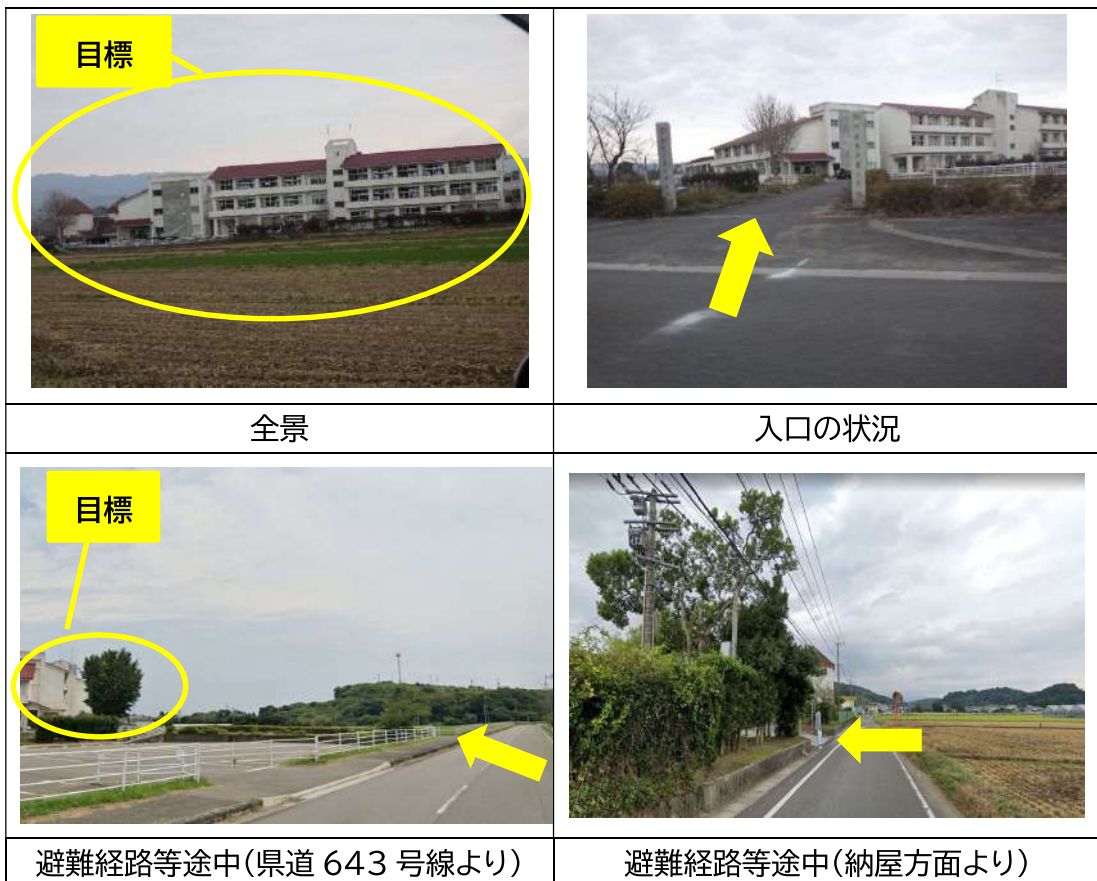 目標
全景
入口の状況
目標
避難経路等途中(県道 643 号線より)
避難経路等途中(納屋方面より)